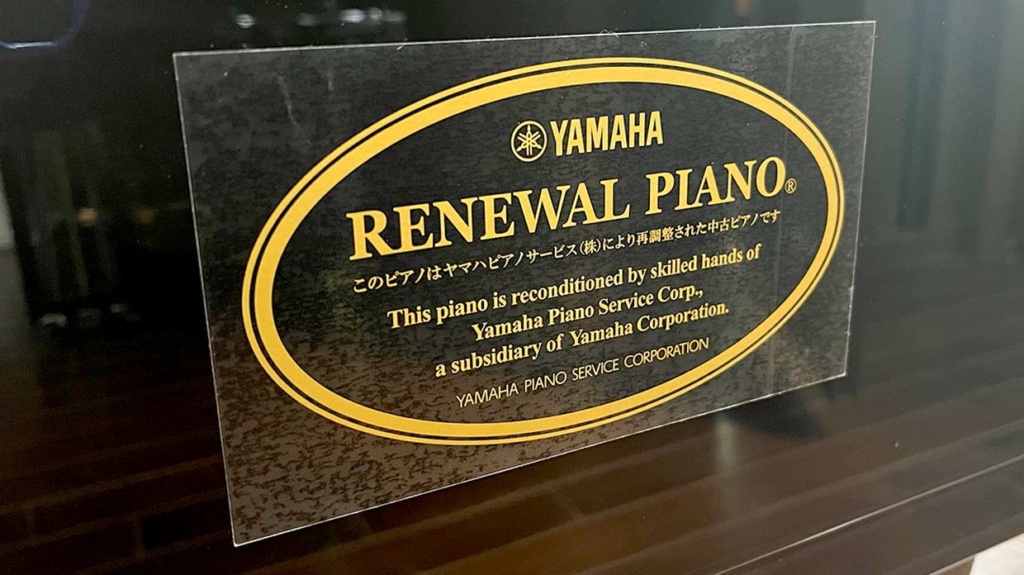 YAMAHA
RENEWAL PIANO®
このピアノはヤマハピアノサービス(株)により再調整された中古ピアノです
This piano is reconditioned by skilled hands of
Yamaha Piano Service Corp.,
a subsidiary of Yamaha Corporation.
YAMAHA PIANO SERVICE CORPORATION